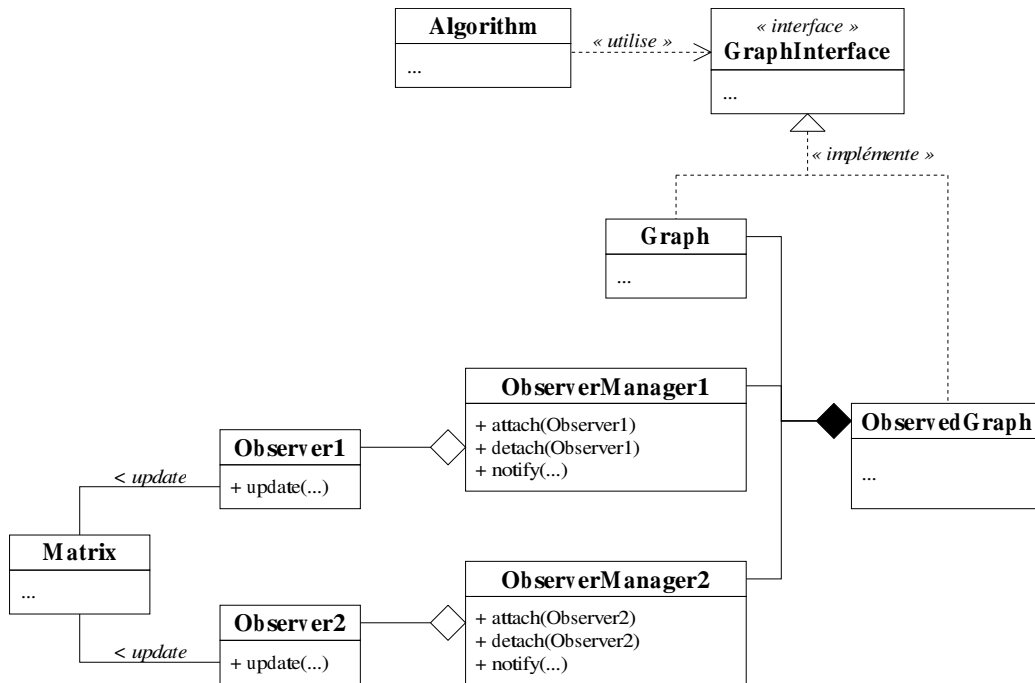 Algorithm
...
« utilise »
« interface »
GraphInterface
...
« implémente »
Graph
...
ObserverManager1
+ attach(Observer1)
+ detach(Observer1)
+ notify(...)
ObservedGraph
...
Observer1
+ update(...)
< update
Matrix
...
ObserverManager2
+ attach(Observer2)
+ detach(Observer2)
+ notify(...)
Observer2
+ update(...)
< update